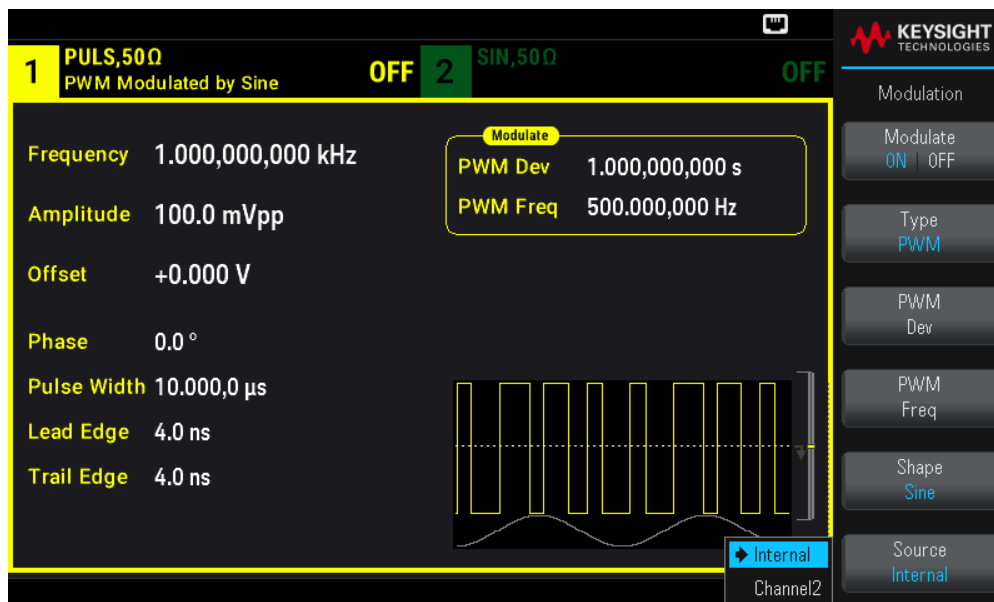 1
PULS,50Ω
PWM Modulated by Sine
OFF
2
SIN,50Ω
OFF
Frequency 1.000,000,000 kHz
Amplitude 100.0 mVpp
Offset +0.000 V
Phase 0.0 °
Pulse Width 10.000,0 µs
Lead Edge 4.0 ns
Trail Edge 4.0 ns
Modulate
PWM Dev 1.000,000,000 s
PWM Freq 500.000,000 Hz
Internal
Channel2
KEYSIGHT
TECHNOLOGIES
Modulation
Modulate
ON | OFF
Type
PWM
PWM
Dev
PWM
Freq
Shape
Sine
Source
Internal